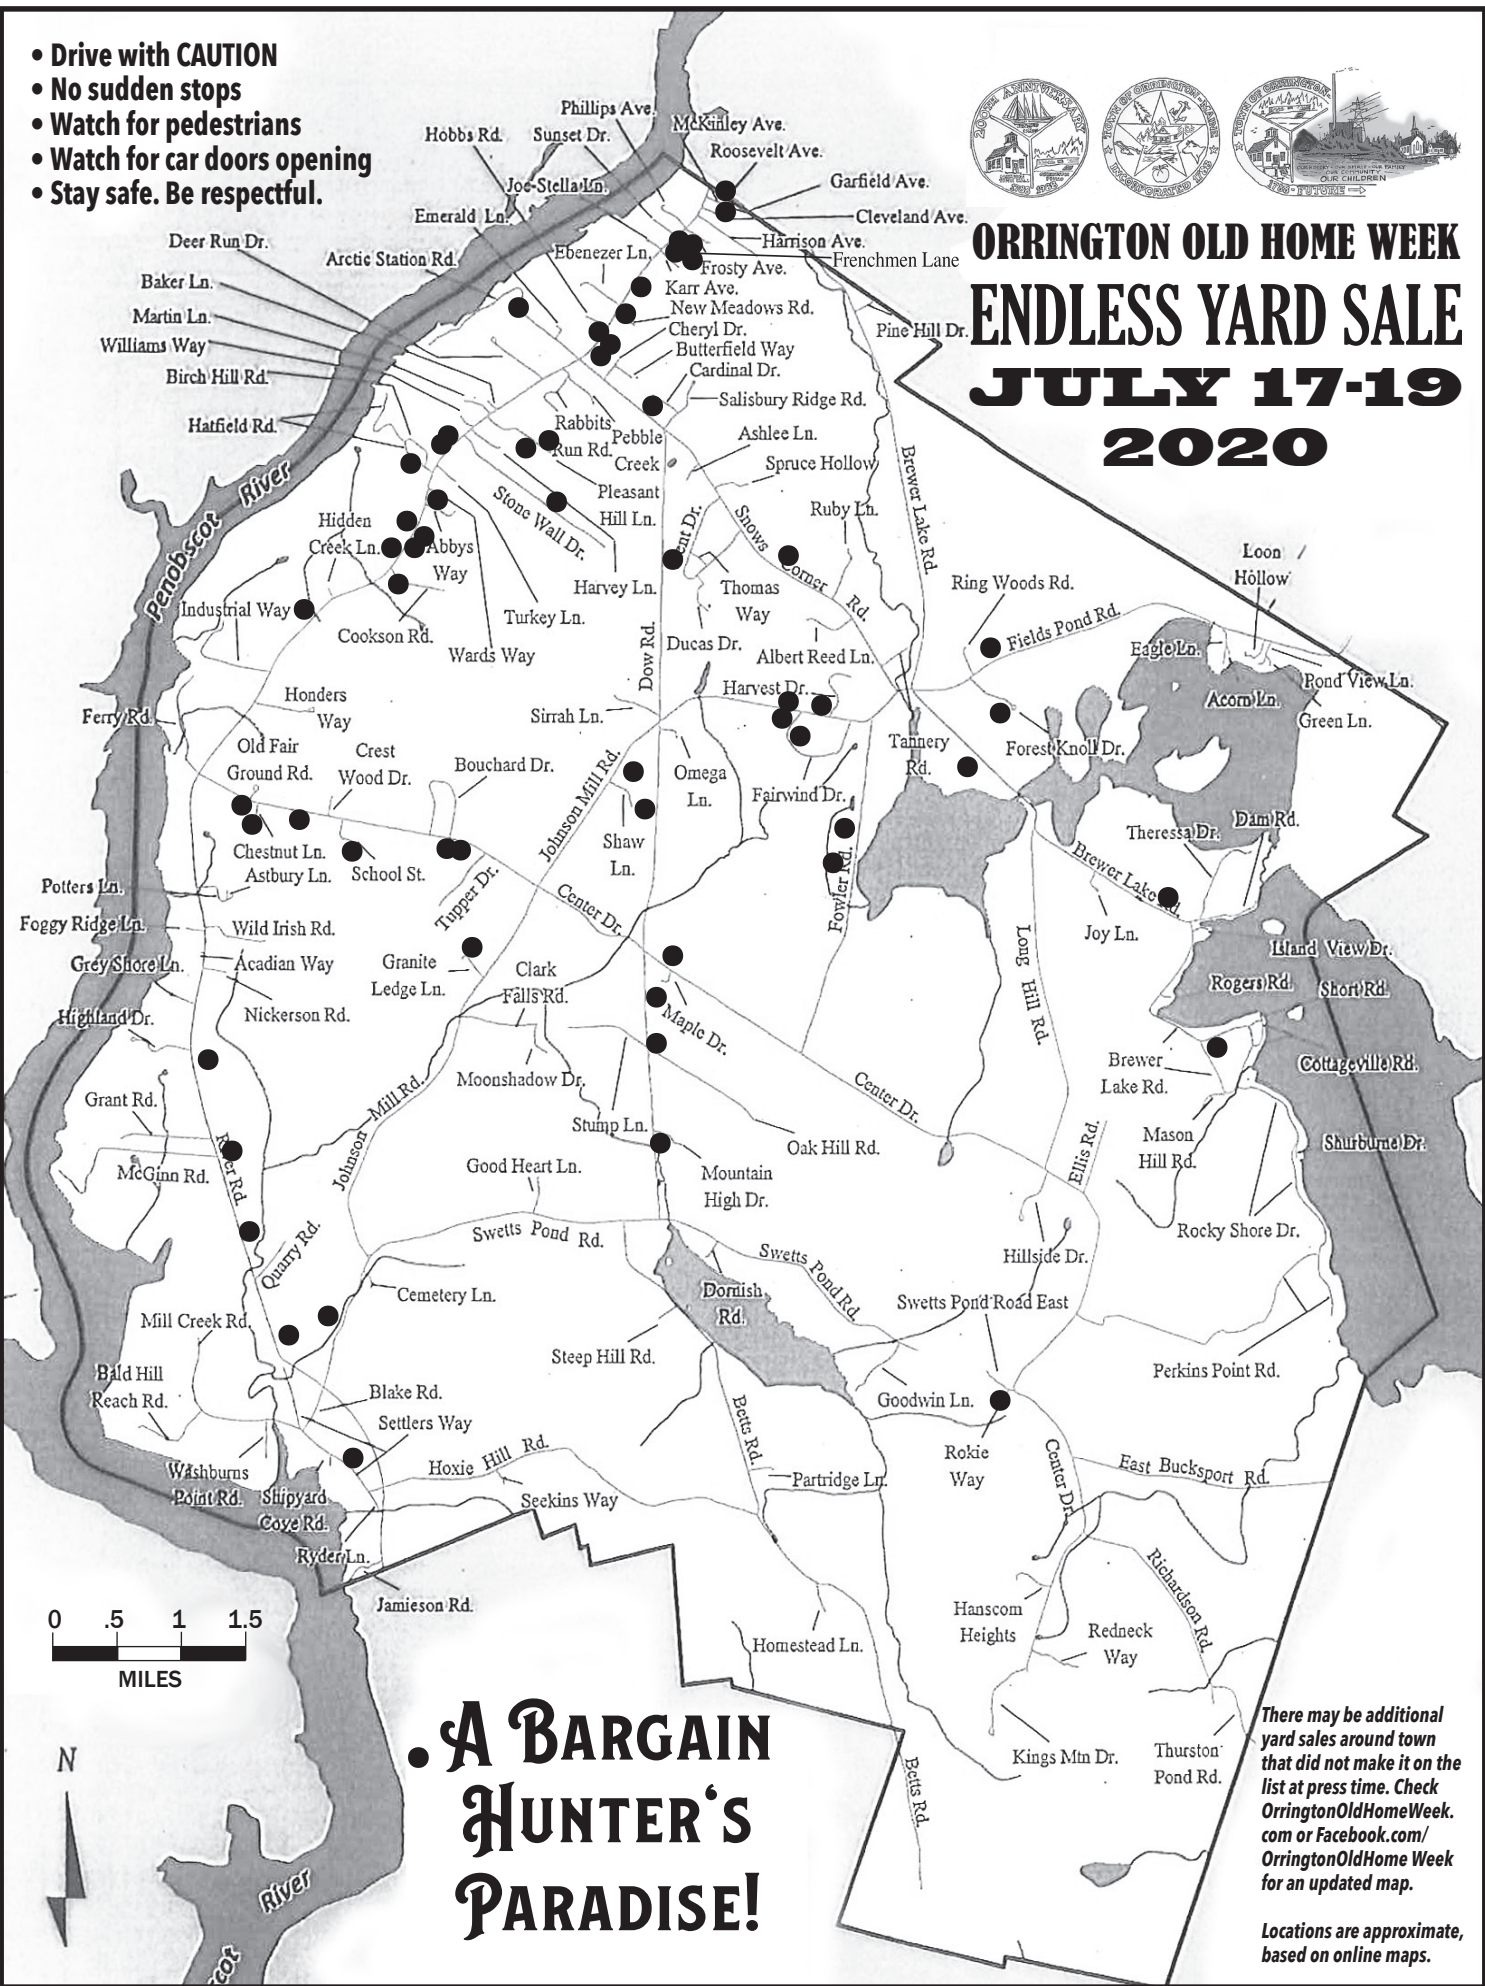 • Drive with CAUTION
• No sudden stops
• Watch for pedestrians
• Watch for car doors opening
• Stay safe. Be respectful.
200TH ANNIVERSARY
TOWN OF ORRINGTON, MAINE
INCORPORATED 1788
TOWN OF ORRINGTON
OUR COMMUNITY
OUR CHILDREN
1788 - FUTURE
ORRINGTON OLD HOME WEEK
ENDLESS YARD SALE
JULY 17-19
2020
Phillips Ave.
McKinley Ave.
Hobbs Rd.
Sunset Dr.
Roosevelt Ave.
Joe-Stella Ln.
Garfield Ave.
Emerald Ln.
Cleveland Ave.
Deer Run Dr.
Harrison Ave.
Arctic Station Rd.
Ebenezer Ln.
Frenchmen Lane
Frosty Ave.
Baker Ln.
Karr Ave.
Martin Ln.
New Meadows Rd.
Cheryl Dr.
Pine Hill Dr.
Williams Way
Butterfield Way
Birch Hill Rd.
Cardinal Dr.
Salisbury Ridge Rd.
Hatfield Rd.
Rabbits
Run Rd.
Pebble
Creek
Ashlee Ln.
Spruce Hollow
Brewer Lake Rd.
Penobscot River
Pleasant
Hill Ln.
Stone Wall Dr.
Hidden
Creek Ln.
Abbys
Way
ent Dr.
Snows Corner Rd.
Ruby Ln.
Loon
Hollow
Harvey Ln.
Thomas
Way
Ring Woods Rd.
Industrial Way
Turkey Ln.
Cookson Rd.
Wards Way
Dow Rd.
Ducas Dr.
Albert Reed Ln.
Fields Pond Rd.
Eagle Ln.
Harvest Dr.
Pond View Ln.
Acorn Ln.
Green Ln.
Honders
Way
Ferry Rd.
Sirrah Ln.
Old Fair
Ground Rd.
Crest
Wood Dr.
Bouchard Dr.
Johnson Mill Rd.
Omega
Ln.
Tannery
Rd.
Forest Knoll Dr.
Fairwind Dr.
Shaw
Ln.
Theressa Dr.
Dam Rd.
Chestnut Ln.
Astbury Ln.
School St.
Potters Ln.
Tupper Dr.
Center Dr.
Fowler Rd.
Brewer Lake Rd.
Foggy Ridge Ln.
Wild Irish Rd.
Joy Ln.
Grey Shore Ln.
Acadian Way
Granite
Ledge Ln.
Clark
Falls Rd.
Long Hill Rd.
Island View Dr.
Rogers Rd.
Short Rd.
Highland Dr.
Nickerson Rd.
Maple Dr.
Moonshadow Dr.
Brewer
Lake Rd.
Cottageville Rd.
Grant Rd.
Johnson Mill Rd.
Center Dr.
Stump Ln.
Oak Hill Rd.
Ellis Rd.
Mason
Hill Rd.
Shurburne Dr.
McGinn Rd.
River Rd.
Good Heart Ln.
Mountain
High Dr.
Swetts Pond Rd.
Rocky Shore Dr.
Quarry Rd.
Swetts Pond Rd.
Hillside Dr.
Cemetery Ln.
Dornish
Rd.
Swetts Pond Road East
Mill Creek Rd.
Steep Hill Rd.
Perkins Point Rd.
Bald Hill
Reach Rd.
Blake Rd.
Goodwin Ln.
Settlers Way
Betts Rd.
Rokie
Way
Center Dr.
Hoxie Hill Rd.
East Bucksport Rd.
Washburns
Point Rd.
Shipyard
Cove Rd.
Seekins Way
Partridge Ln.
Ryder Ln.
Jamieson Rd.
Richardson Rd.
Hanscom
Heights
Redneck
Way
Homestead Ln.
Kings Mtn Dr.
Thurston
Pond Rd.
Betts Rd.
0 .5 1 1.5
MILES
N
River
cot
• A BARGAIN
HUNTER'S
PARADISE!
There may be additional
yard sales around town
that did not make it on the
list at press time. Check
OrringtonOldHomeWeek.
com or Facebook.com/
OrringtonOldHome Week
for an updated map.
Locations are approximate,
based on online maps.